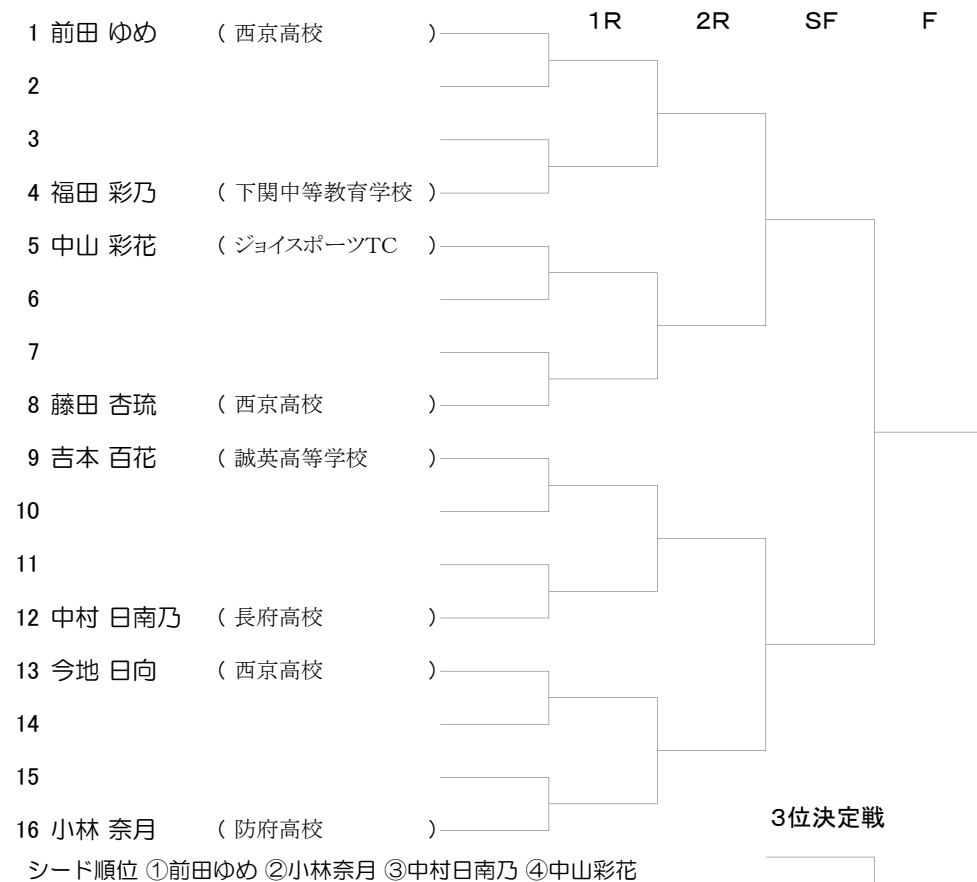 1R 2R SF F
1 前田 ゆめ ( 西京高校 )
2
3
4 福田 彩乃 ( 下関中等教育学校 )
5 中山 彩花 ( ジョイスポーツTC )
6
7
8 藤田 杏琉 ( 西京高校 )
9 吉本 百花 ( 誠英高等学校 )
10
11
12 中村 日南乃 ( 長府高校 )
13 今地 日向 ( 西京高校 )
14
15
16 小林 奈月 ( 防府高校 )
3位決定戦
シード順位 ①前田ゆめ ②小林奈月 ③中村日南乃 ④中山彩花